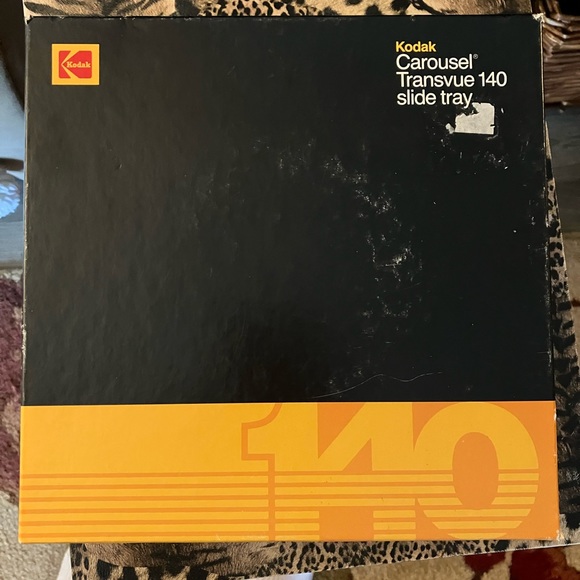 Kodak
Kodak
Carousel®
Transvue 140
slide tray
140